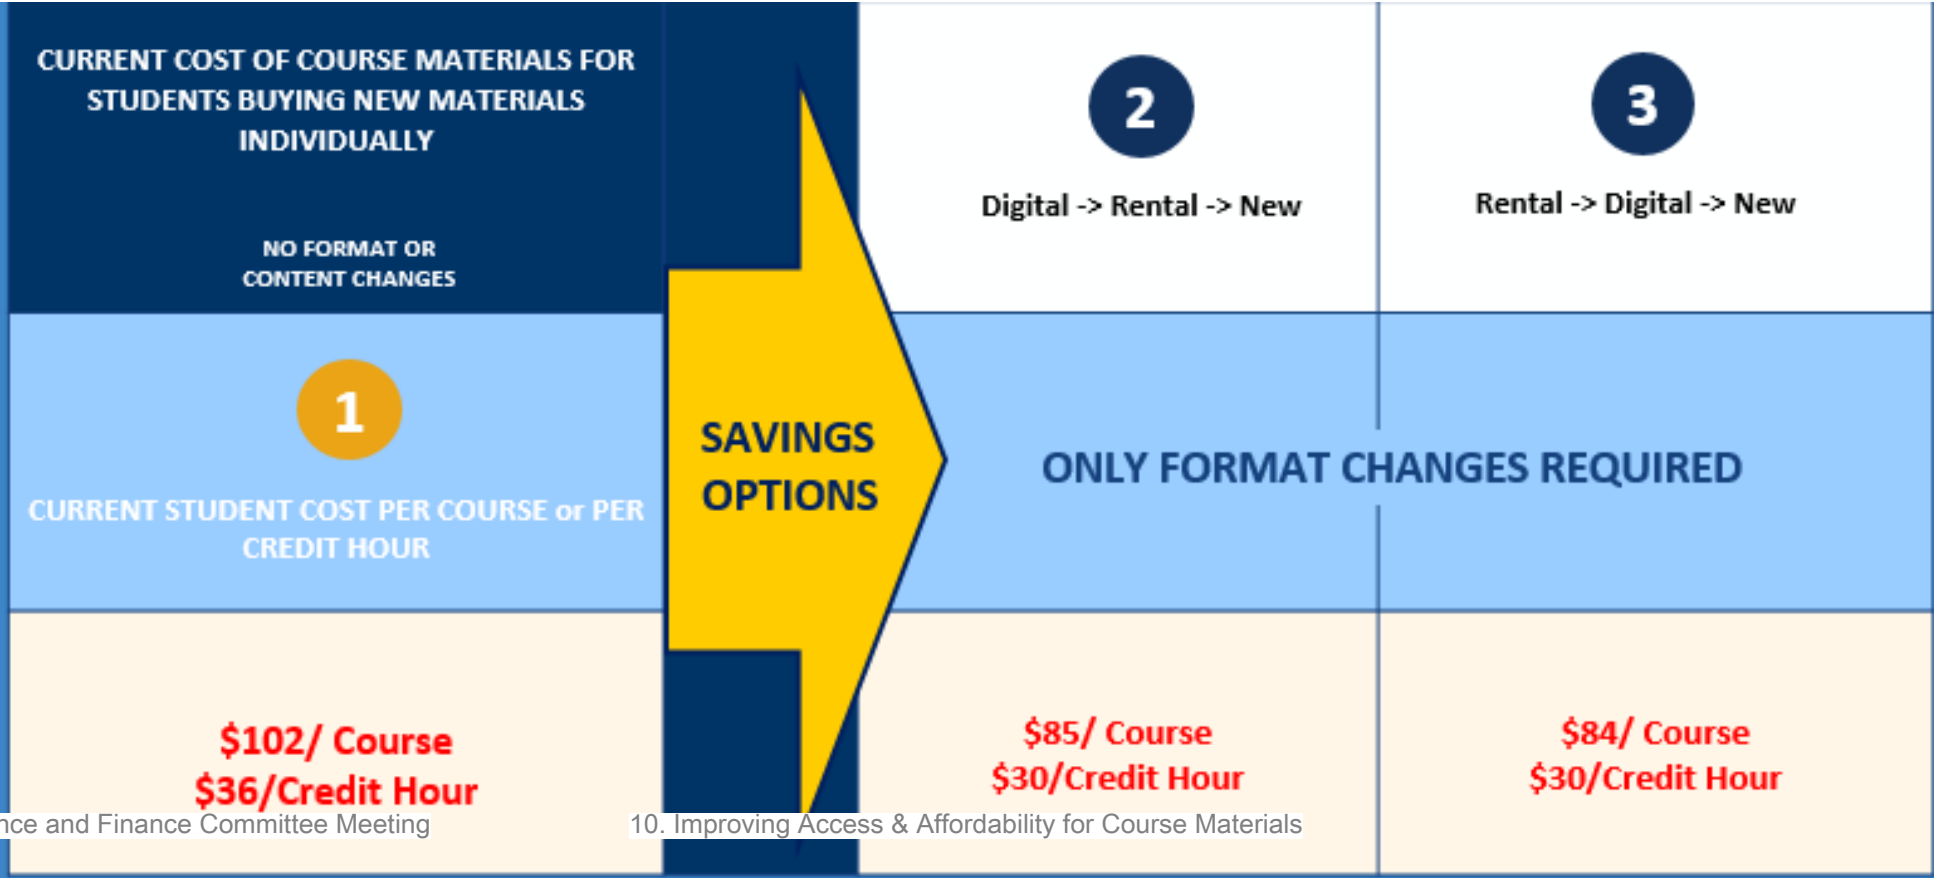 CURRENT COST OF COURSE MATERIALS FOR
STUDENTS BUYING NEW MATERIALS
INDIVIDUALLY
NO FORMAT OR
CONTENT CHANGES
1
CURRENT STUDENT COST PER COURSE or PER
CREDIT HOUR
$102/ Course
$36/Credit Hour
SAVINGS
OPTIONS
2
Digital -> Rental -> New
3
Rental -> Digital -> New
ONLY FORMAT CHANGES REQUIRED
$85/ Course
$30/Credit Hour
$84/ Course
$30/Credit Hour
and Finance Committee Meeting
10. Improving Access & Affordability for Course Materials